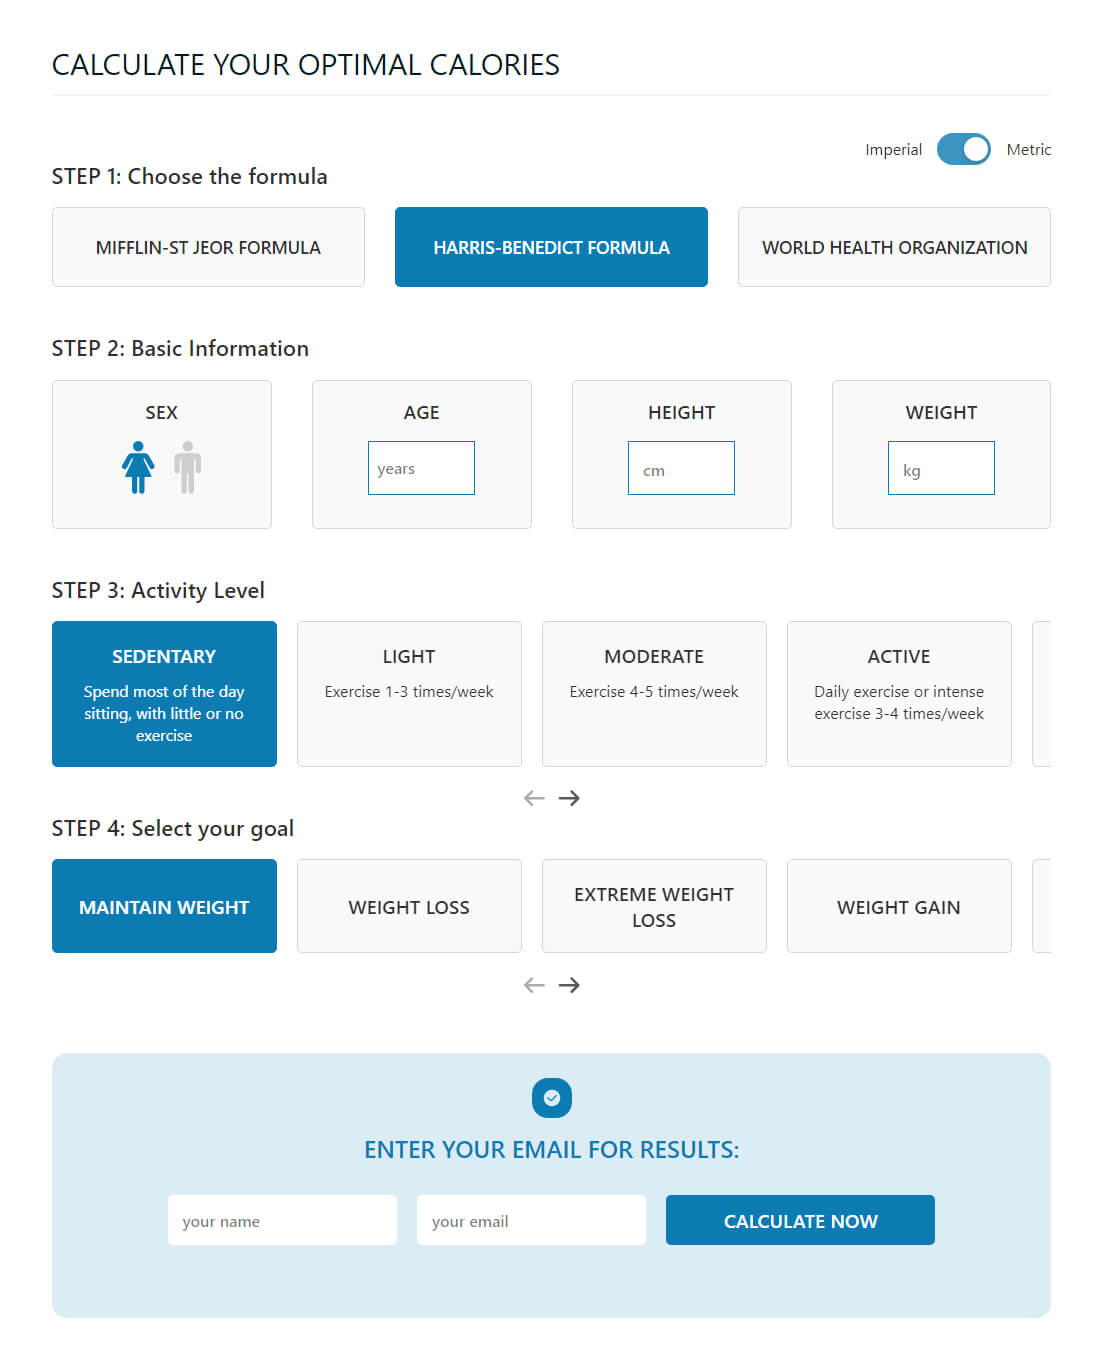 CALCULATE YOUR OPTIMAL CALORIES
Imperial Metric
STEP 1: Choose the formula
MIFFLIN-ST JEOR FORMULA
HARRIS-BENEDICT FORMULA
WORLD HEALTH ORGANIZATION
STEP 2: Basic Information
SEX
AGE
years
HEIGHT
cm
WEIGHT
kg
STEP 3: Activity Level
SEDENTARY
Spend most of the day
sitting, with little or no
exercise
LIGHT
Exercise 1-3 times/week
MODERATE
Exercise 4-5 times/week
ACTIVE
Daily exercise or intense
exercise 3-4 times/week
STEP 4: Select your goal
MAINTAIN WEIGHT
WEIGHT LOSS
EXTREME WEIGHT
LOSS
WEIGHT GAIN
ENTER YOUR EMAIL FOR RESULTS:
your name
your email
CALCULATE NOW